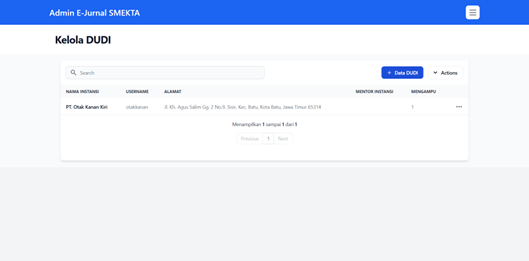 Admin E-Jurnal SMEKTA
Kelola DUDI
Search
+ Data DUDI
Actions
NAMA INSTANSI USERNAME ALAMAT MENTOR INSTANSI MENGAMPU
PT. Otak Kanan Kiri otakkanan Jl. Kh. Agus Salim Gg. 2 No.9, Sisir, Kec. Batu, Kota Batu, Jawa Timur 65314 1 ...
Menampilkan 1 sampai 1 dari 1
Previous 1 Next